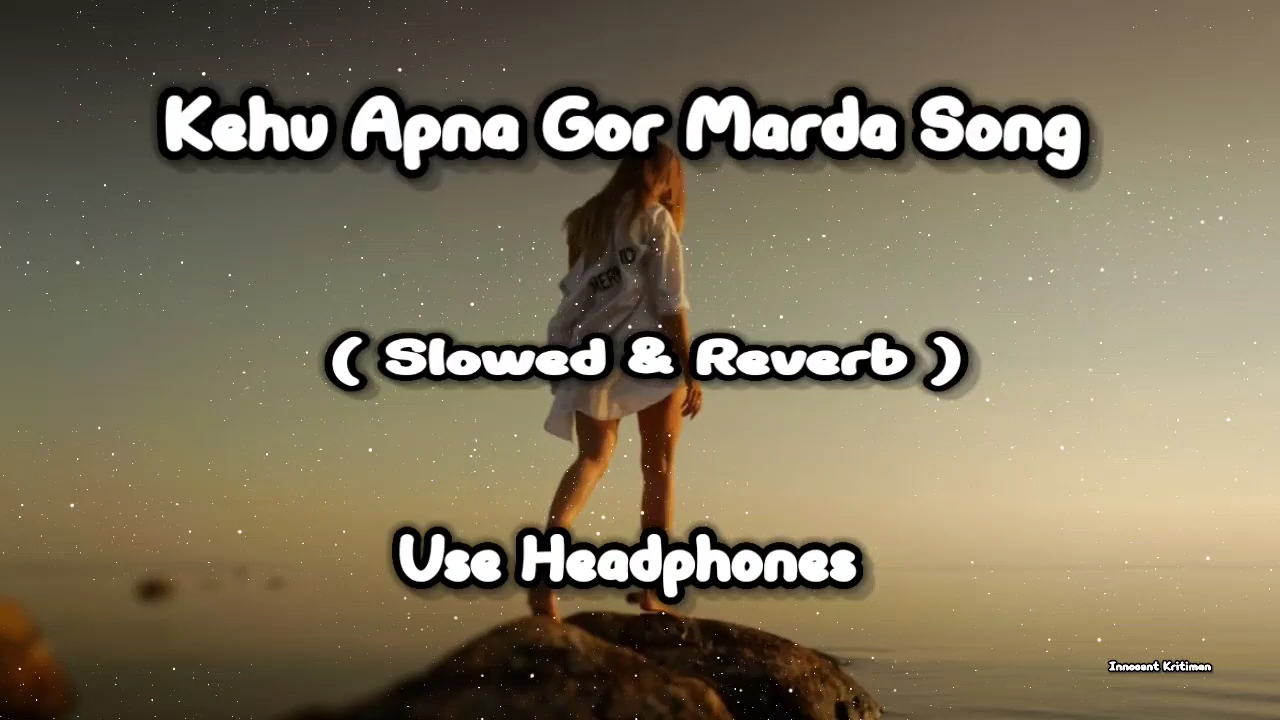 Kehu Apna Gor Marda Song
( Slowed & Reverb )
Use Headphones
Innocent Kritiman